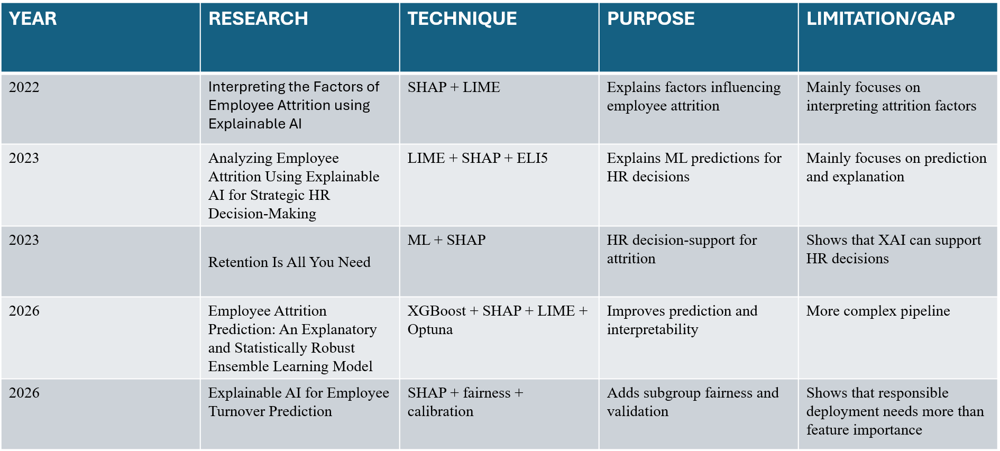 YEAR
RESEARCH
TECHNIQUE
PURPOSE
LIMITATION/GAP
2022
Interpreting the Factors of
Employee Attrition using
Explainable AI
SHAP + LIME
Explains factors influencing
employee attrition
Mainly focuses on
interpreting attrition factors
2023
Analyzing Employee
Attrition Using Explainable
AI for Strategic HR
Decision-Making
LIME + SHAP + ELI5
Explains ML predictions for
HR decisions
Mainly focuses on prediction
and explanation
2023
Retention Is All You Need
ML + SHAP
HR decision-support for
attrition
Shows that XAI can support
HR decisions
2026
Employee Attrition
Prediction: An Explanatory
and Statistically Robust
Ensemble Learning Model
XGBoost + SHAP + LIME +
Optuna
Improves prediction and
interpretability
More complex pipeline
2026
Explainable AI for Employee
Turnover Prediction
SHAP + fairness +
calibration
Adds subgroup fairness and
validation
Shows that responsible
deployment needs more than
feature importance